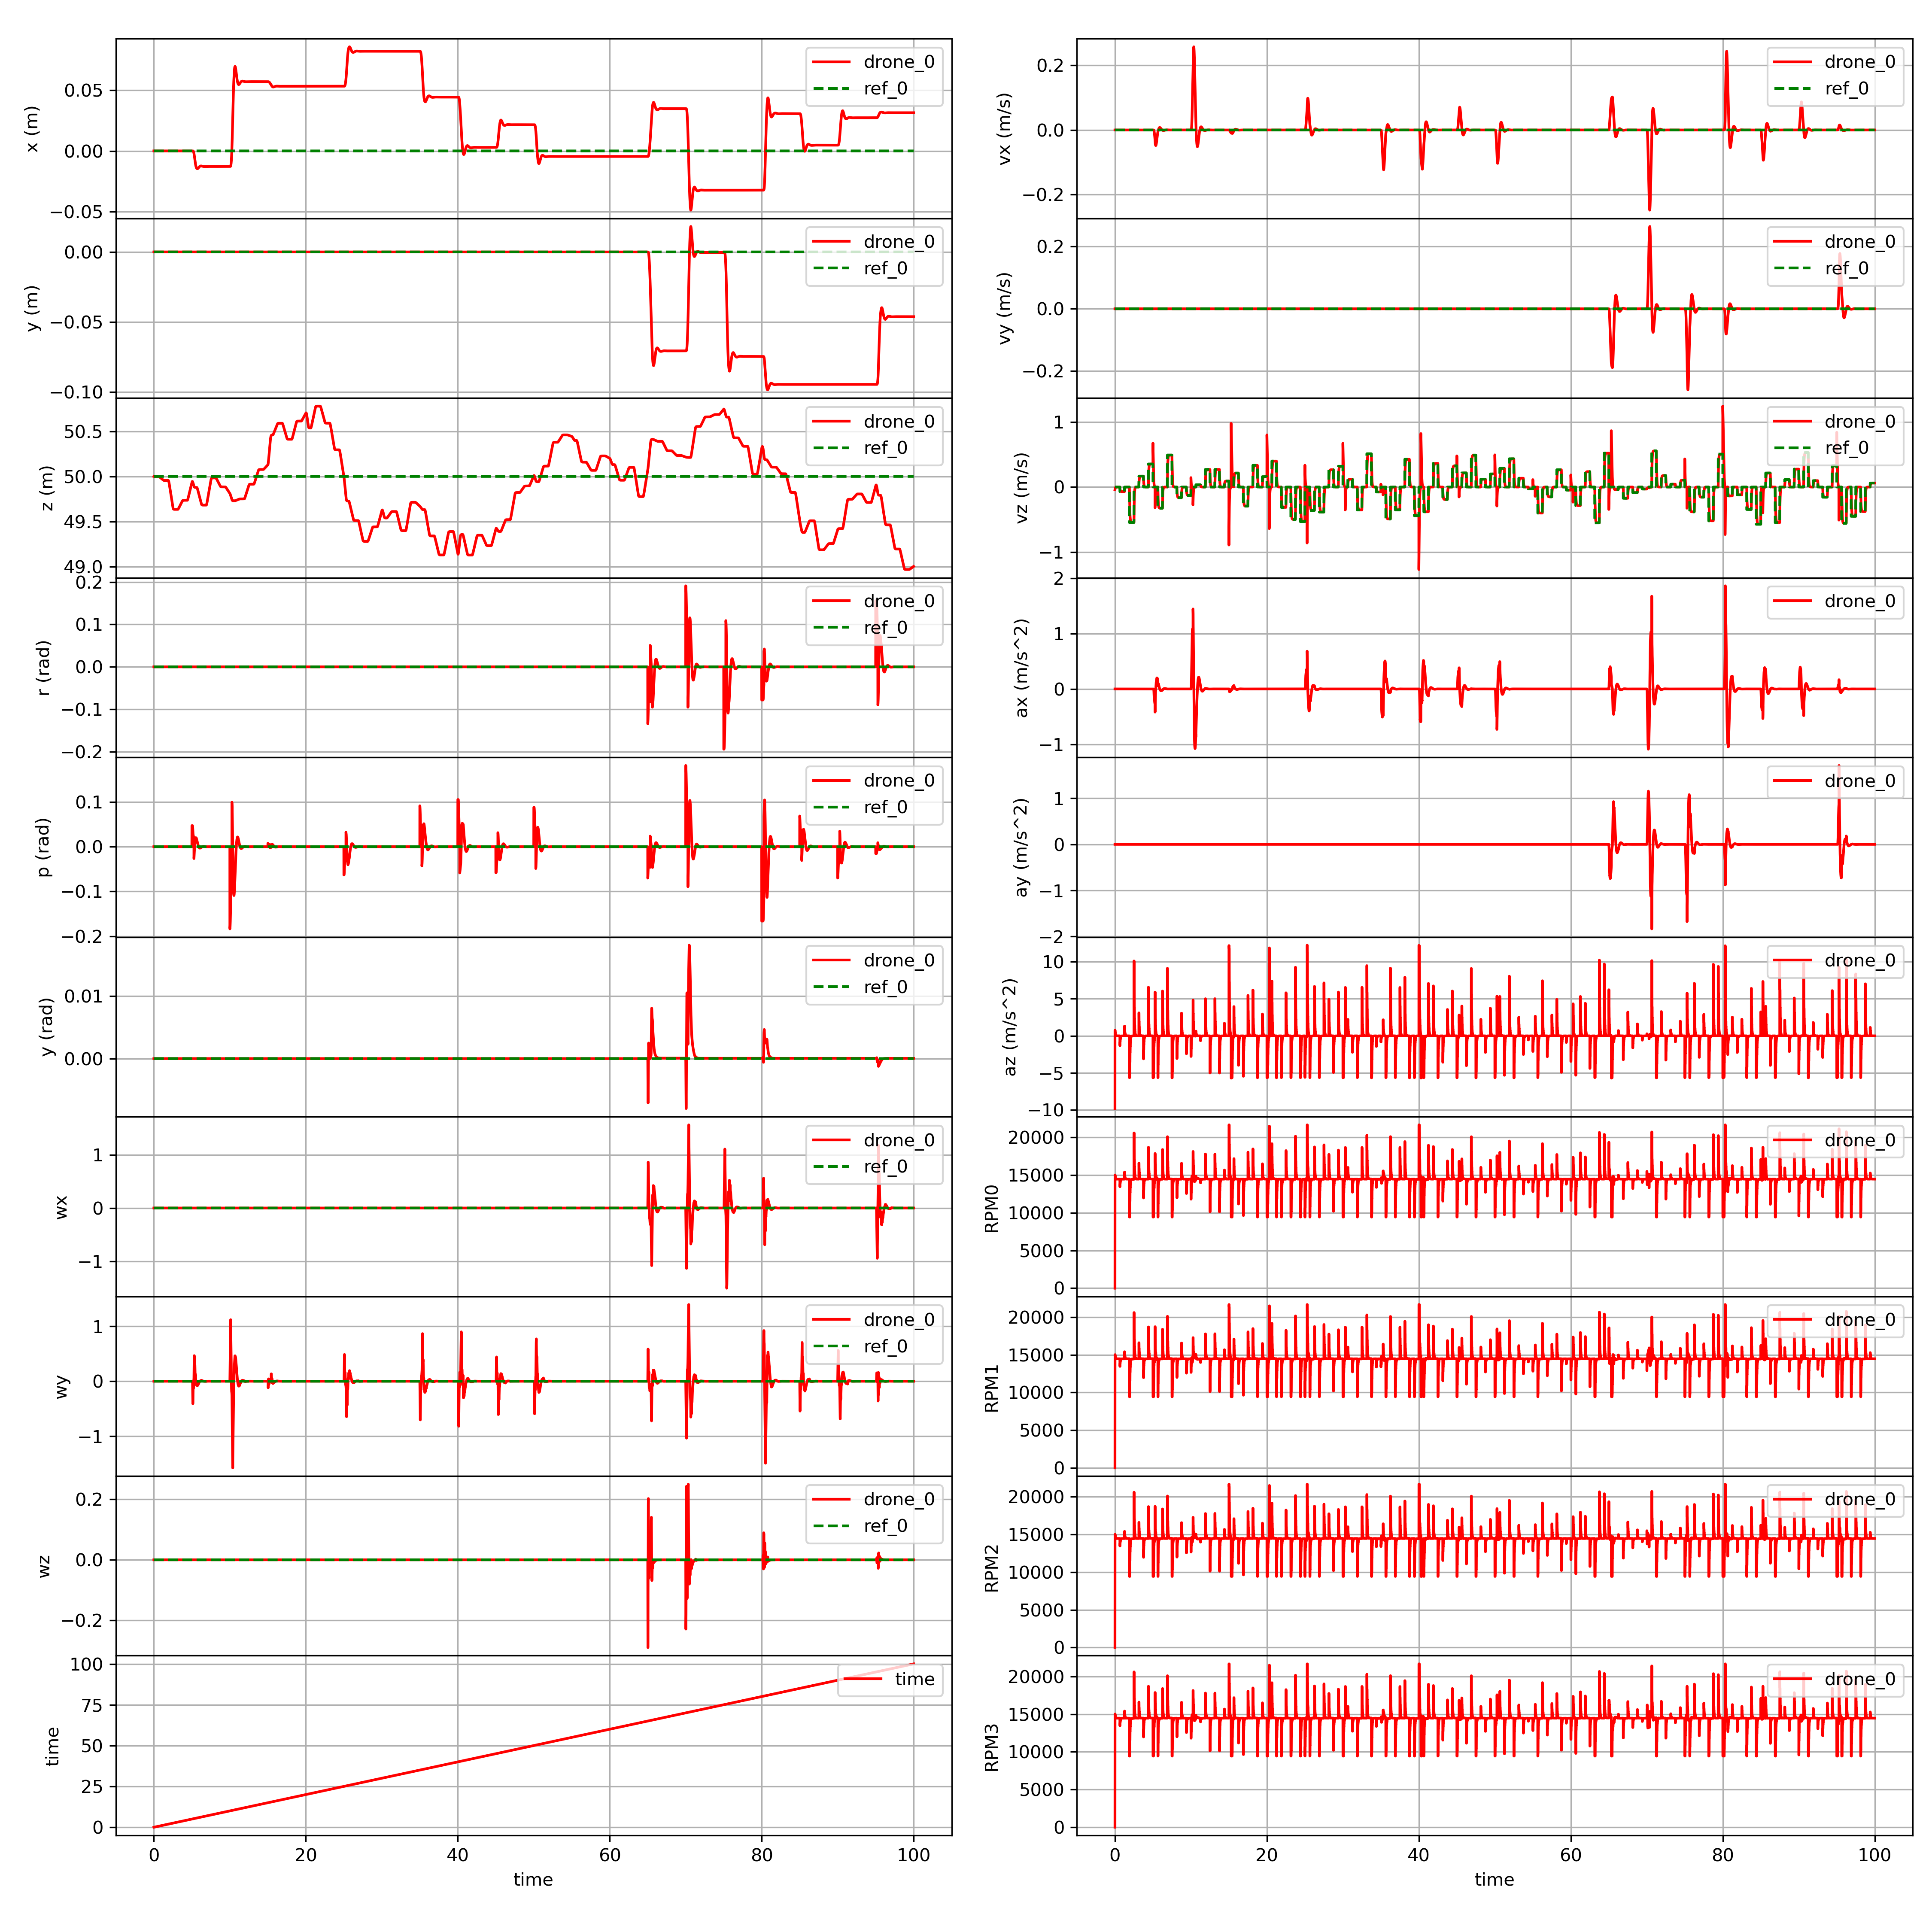 x (m)
0.05
0.00
−0.05
drone_0
ref_0
y (m)
0.00
−0.05
−0.10
drone_0
ref_0
z (m)
50.5
50.0
49.5
49.0
drone_0
ref_0
r (rad)
0.2
0.1
0.0
−0.1
−0.2
drone_0
ref_0
p (rad)
0.1
0.0
−0.1
−0.2
drone_0
ref_0
y (rad)
0.01
0.00
drone_0
ref_0
wx
1
0
−1
drone_0
ref_0
wy
1
0
−1
drone_0
ref_0
wz
0.2
0.0
−0.2
drone_0
ref_0
time
100
75
50
25
0
time
0 20 40 60 80 100
time
vx (m/s)
0.2
0.0
−0.2
drone_0
ref_0
vy (m/s)
0.2
0.0
−0.2
drone_0
ref_0
vz (m/s)
1
0
−1
drone_0
ref_0
ax (m/s^2)
2
1
0
−1
drone_0
ay (m/s^2)
1
0
−1
−2
drone_0
az (m/s^2)
10
5
0
−5
−10
drone_0
RPM0
20000
15000
10000
5000
0
drone_0
RPM1
20000
15000
10000
5000
0
drone_0
RPM2
20000
15000
10000
5000
0
drone_0
RPM3
20000
15000
10000
5000
0
drone_0
0 20 40 60 80 100
time